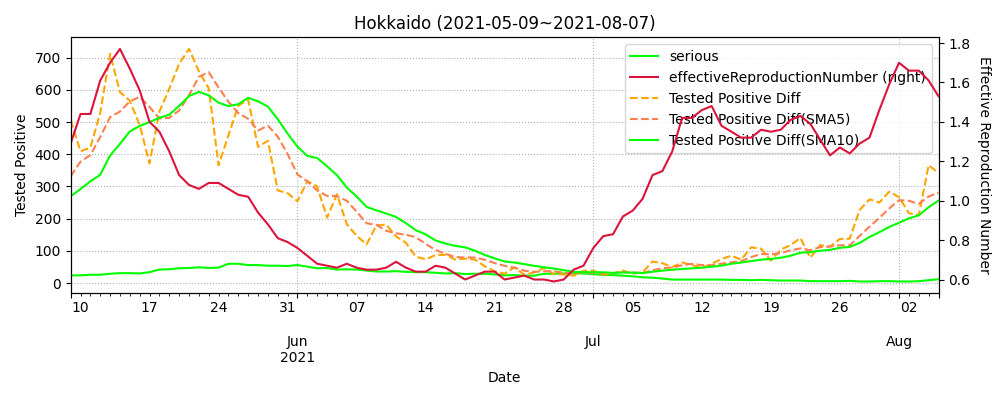 Hokkaido (2021-05-09~2021-08-07)
serious
effectiveReproductionNumber (right)
Tested Positive Diff
Tested Positive Diff(SMA5)
Tested Positive Diff(SMA10)
Tested Positive
700
600
500
400
300
200
100
0
Effective Reproduction Number
1.8
1.6
1.4
1.2
1.0
0.8
0.6
10 17 24 31 07 14 21 28 05 12 19 26 02
Jun Jul Aug
2021
Date